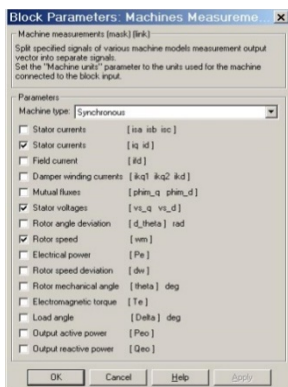 Block Parameters: Machines Measureme...
Machine measurements (mask) (link)
Split specified signals of various machine models measurement output
vector into separate signals.
Set the "Machine units" parameter to the units used for the machine
connected to the block input.
Parameters
Machine type: Synchronous
Stator currents [ isa isb isc ]
Stator currents [ iq id ]
Field current [ ifd ]
Damper winding currents [ ikq1 ikq2 ikd ]
Mutual fluxes [ phim_q phim_d ]
Stator voltages [ vs_q vs_d ]
Rotor angle deviation [ d_theta ] rad
Rotor speed [ wm ]
Electrical power [ Pe ]
Rotor speed deviation [ dw ]
Rotor mechanical angle [ theta ] deg
Electromagnetic torque [ Te ]
Load angle [ Delta ] deg
Output active power [ Peo ]
Output reactive power [ Qeo ]
OK Cancel Help Apply